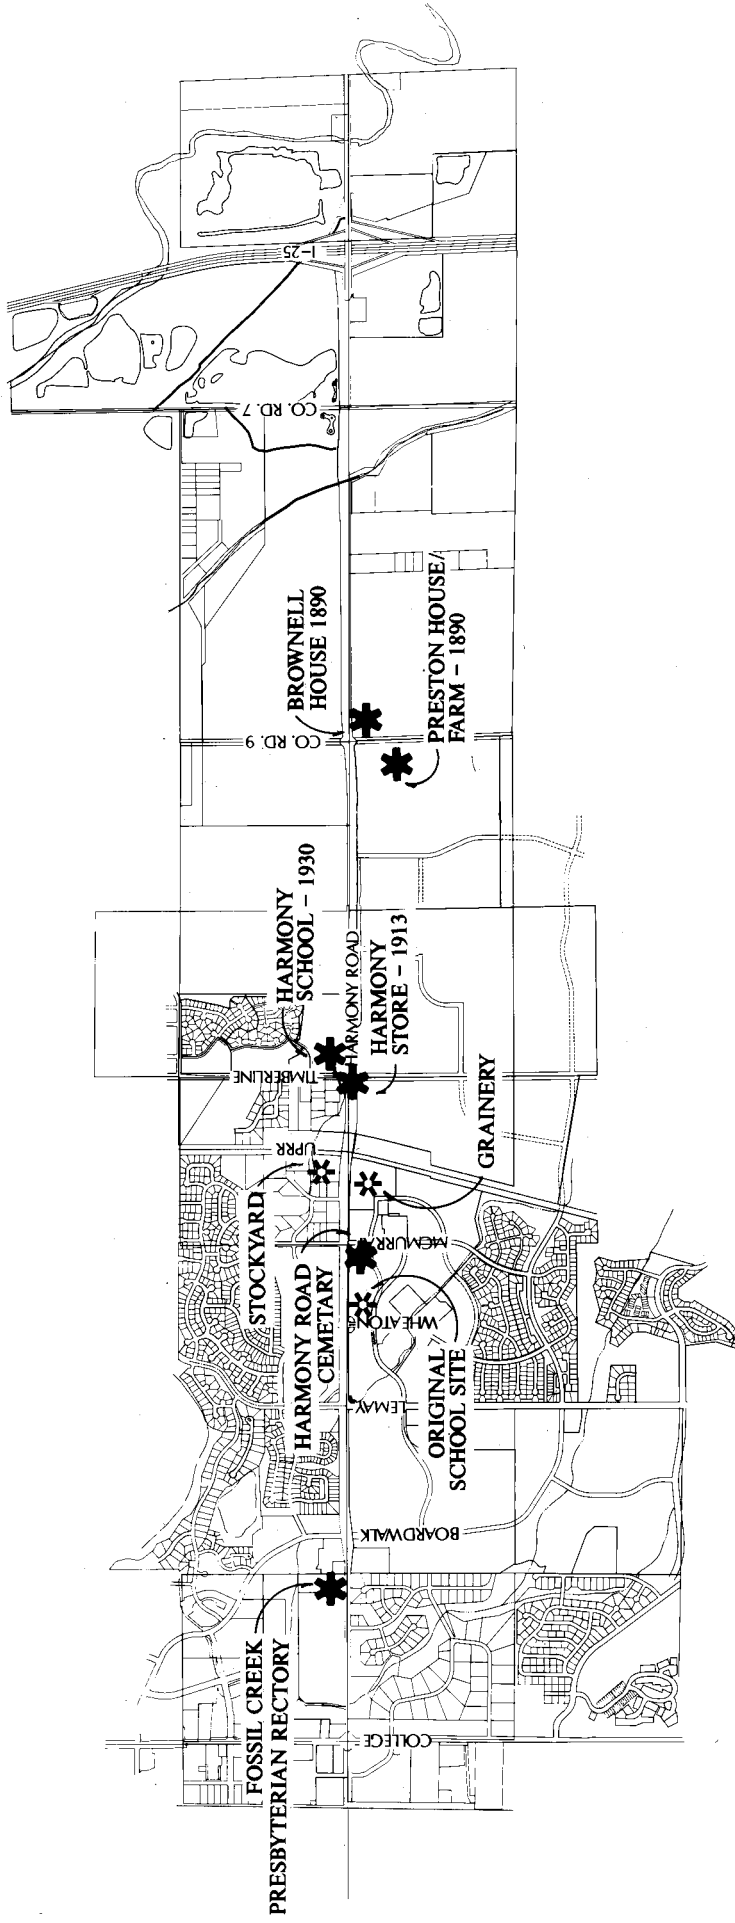 FOSSIL CREEK
PRESBYTERIAN RECTORY
COLLEGE
BOARDWALK
LEMAY
ORIGINAL
SCHOOL SITE
WHEATON
HARMONY ROAD
CEMETARY
MCMURRA
STOCKYARD
GRAINERY
UPRR
TIMBERLINE
HARMONY
SCHOOL – 1930
HARMONY ROAD
HARMONY
STORE – 1913
CO. RD. 9
BROWNELL
HOUSE 1890
PRESTON HOUSE/
FARM – 1890
CO. RD. 7
I-25